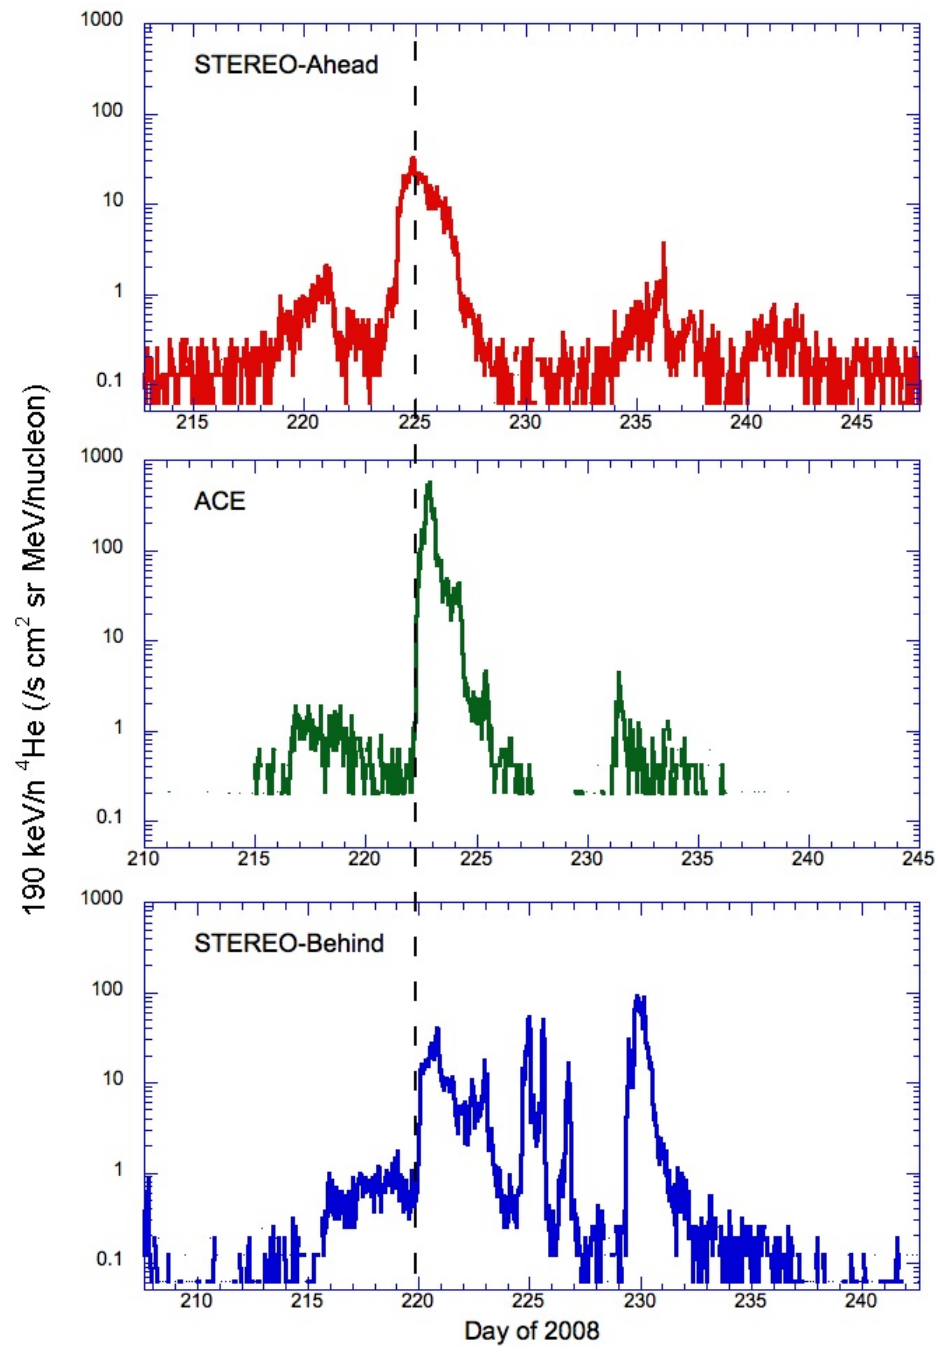 1000
STEREO-Ahead
100
10
1
0.1
215 220 225 230 235 240 245
190 keV/n ⁴He (/s cm² sr MeV/nucleon)
1000
ACE
100
10
1
0.1
210 215 220 225 230 235 240 245
1000
STEREO-Behind
100
10
1
0.1
210 215 220 225 230 235 240
Day of 2008